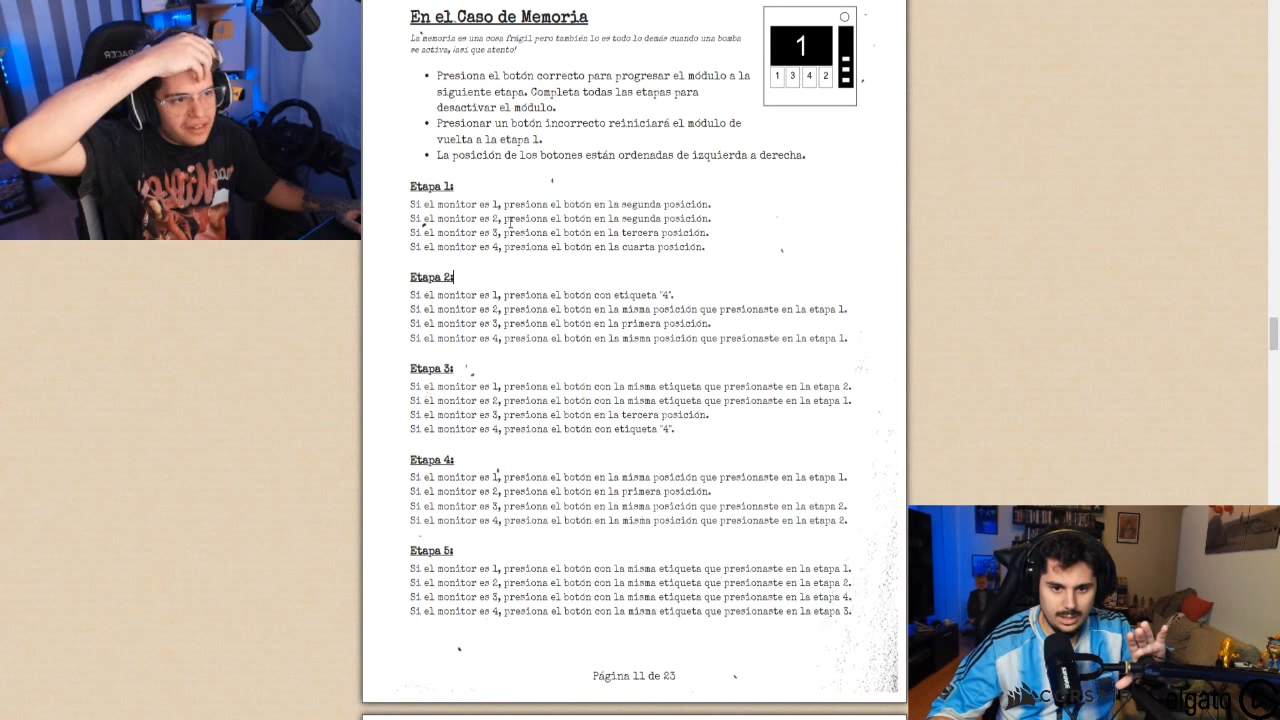 En el Caso de Memoria
La memoria es una cosa frágil pero también lo es todo lo demás cuando una bomba
se activa, ¡así que atento!
1
1 3 4 2
• Presiona el botón correcto para progresar el módulo a la
siguiente etapa. Completa todas las etapas para
desactivar el módulo.
• Presionar un botón incorrecto reiniciará el módulo de
vuelta a la etapa 1.
• La posición de los botones están ordenadas de izquierda a derecha.
Etapa 1:
Si el monitor es 1, presiona el botón en la segunda posición.
Si el monitor es 2, presiona el botón en la segunda posición.
Si el monitor es 3, presiona el botón en la tercera posición.
Si el monitor es 4, presiona el botón en la cuarta posición.
Etapa 2:
Si el monitor es 1, presiona el botón con etiqueta "4".
Si el monitor es 2, presiona el botón en la misma posición que presionaste en la etapa 1.
Si el monitor es 3, presiona el botón en la primera posición.
Si el monitor es 4, presiona el botón en la misma posición que presionaste en la etapa 1.
Etapa 3:
Si el monitor es 1, presiona el botón con la misma etiqueta que presionaste en la etapa 2.
Si el monitor es 2, presiona el botón con la misma etiqueta que presionaste en la etapa 1.
Si el monitor es 3, presiona el botón en la tercera posición.
Si el monitor es 4, presiona el botón con etiqueta "4".
Etapa 4:
Si el monitor es 1, presiona el botón en la misma posición que presionaste en la etapa 1.
Si el monitor es 2, presiona el botón en la primera posición.
Si el monitor es 3, presiona el botón en la misma posición que presionaste en la etapa 2.
Si el monitor es 4, presiona el botón en la misma posición que presionaste en la etapa 2.
Etapa 5:
Si el monitor es 1, presiona el botón con la misma etiqueta que presionaste en la etapa 1.
Si el monitor es 2, presiona el botón con la misma etiqueta que presionaste en la etapa 2.
Si el monitor es 3, presiona el botón con la misma etiqueta que presionaste en la etapa 4.
Si el monitor es 4, presiona el botón con la misma etiqueta que presionaste en la etapa 3.
Página 11 de 23
elgato